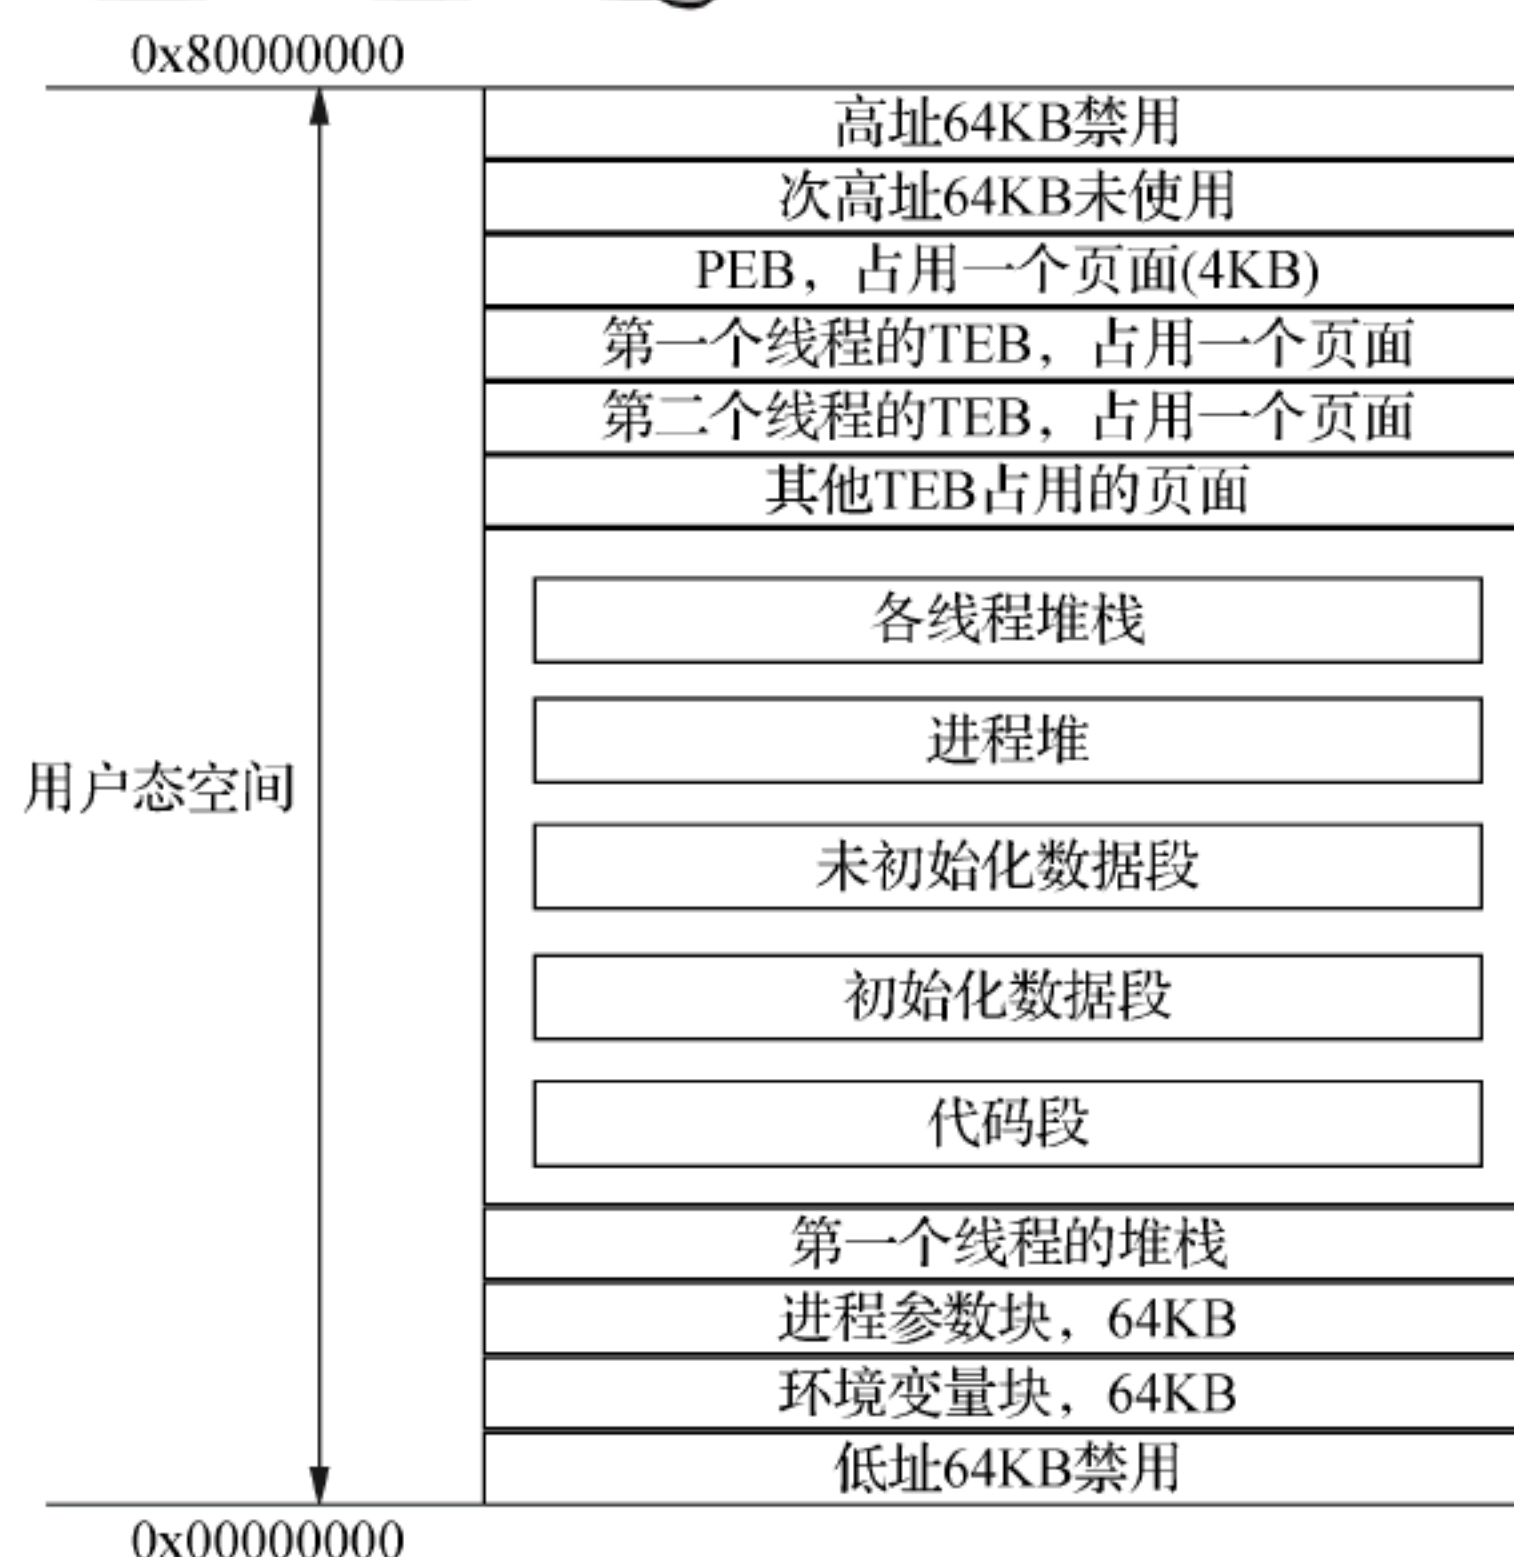 0x80000000
高址64KB禁用
次高址64KB未使用
PEB，占用一个页面(4KB)
第一个线程的TEB，占用一个页面
第二个线程的TEB，占用一个页面
其他TEB占用的页面
各线程堆栈
进程堆
用户态空间
未初始化数据段
初始化数据段
代码段
第一个线程的堆栈
进程参数块，64KB
环境变量块，64KB
低址64KB禁用
0x00000000